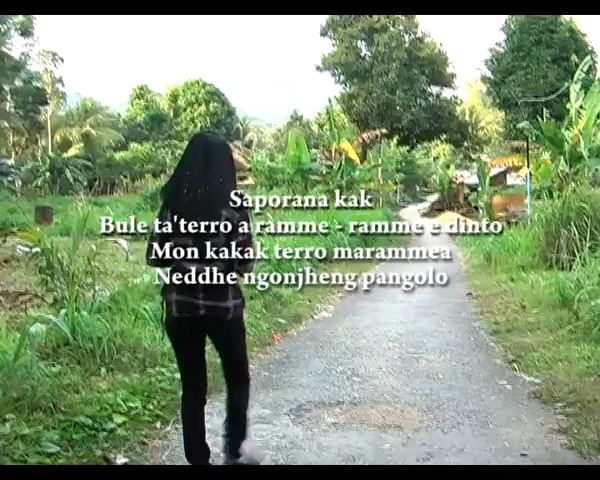 Saporana kak
Bule ta'terro a ramme - ramme e dinto
Mon kakak terro marammea
Neddhe ngonjheng pangolo